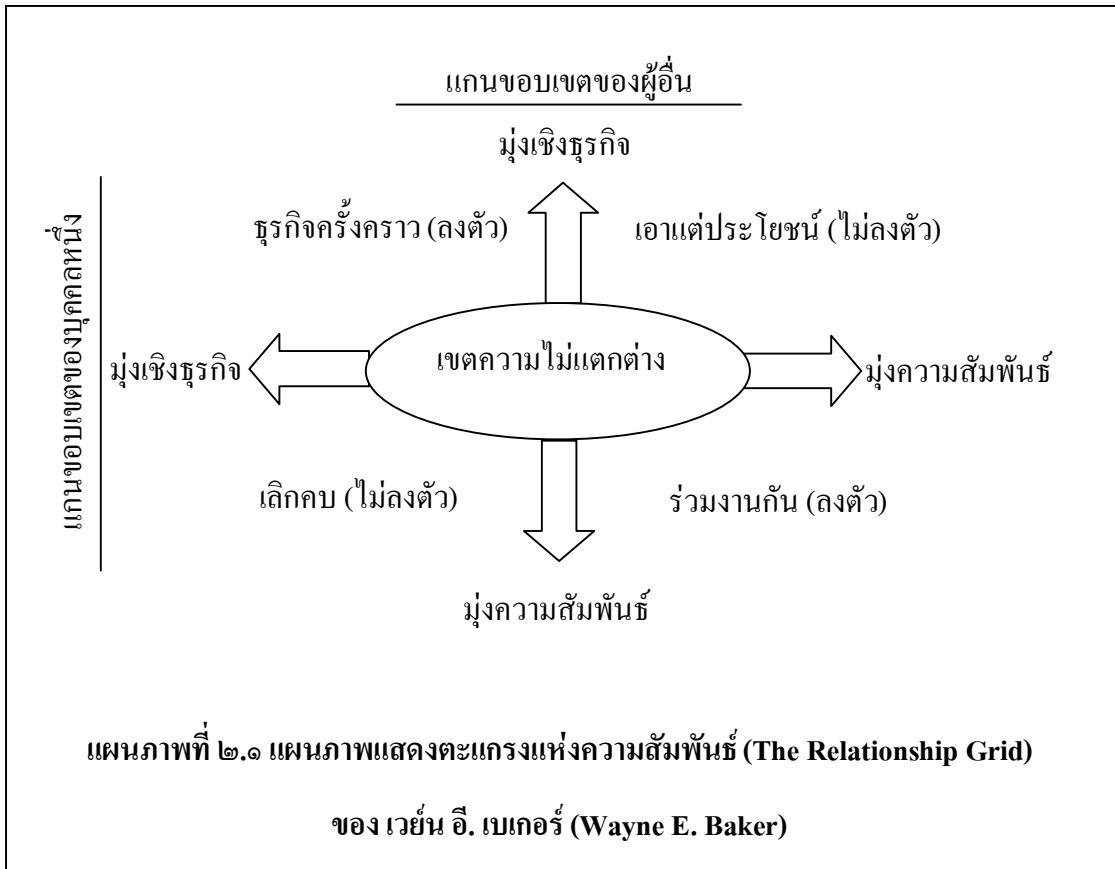 แกนขอบเขตของผู้อื่น
มุ่งเชิงธุรกิจ
ธุรกิจครั้งคราว (ลงตัว)
เอาแต่ประโยชน์ (ไม่ลงตัว)
แกนขอบเขตของบุคคลหนึ่ง
มุ่งเชิงธุรกิจ
เขตความไม่แตกต่าง
มุ่งความสัมพันธ์
เลิกคบ (ไม่ลงตัว)
ร่วมงานกัน (ลงตัว)
มุ่งความสัมพันธ์
แผนภาพที่ ๒.๑ แผนภาพแสดงตะแกรงแห่งความสัมพันธ์ (The Relationship Grid)
ของ เวย์น อี. เบเกอร์ (Wayne E. Baker)